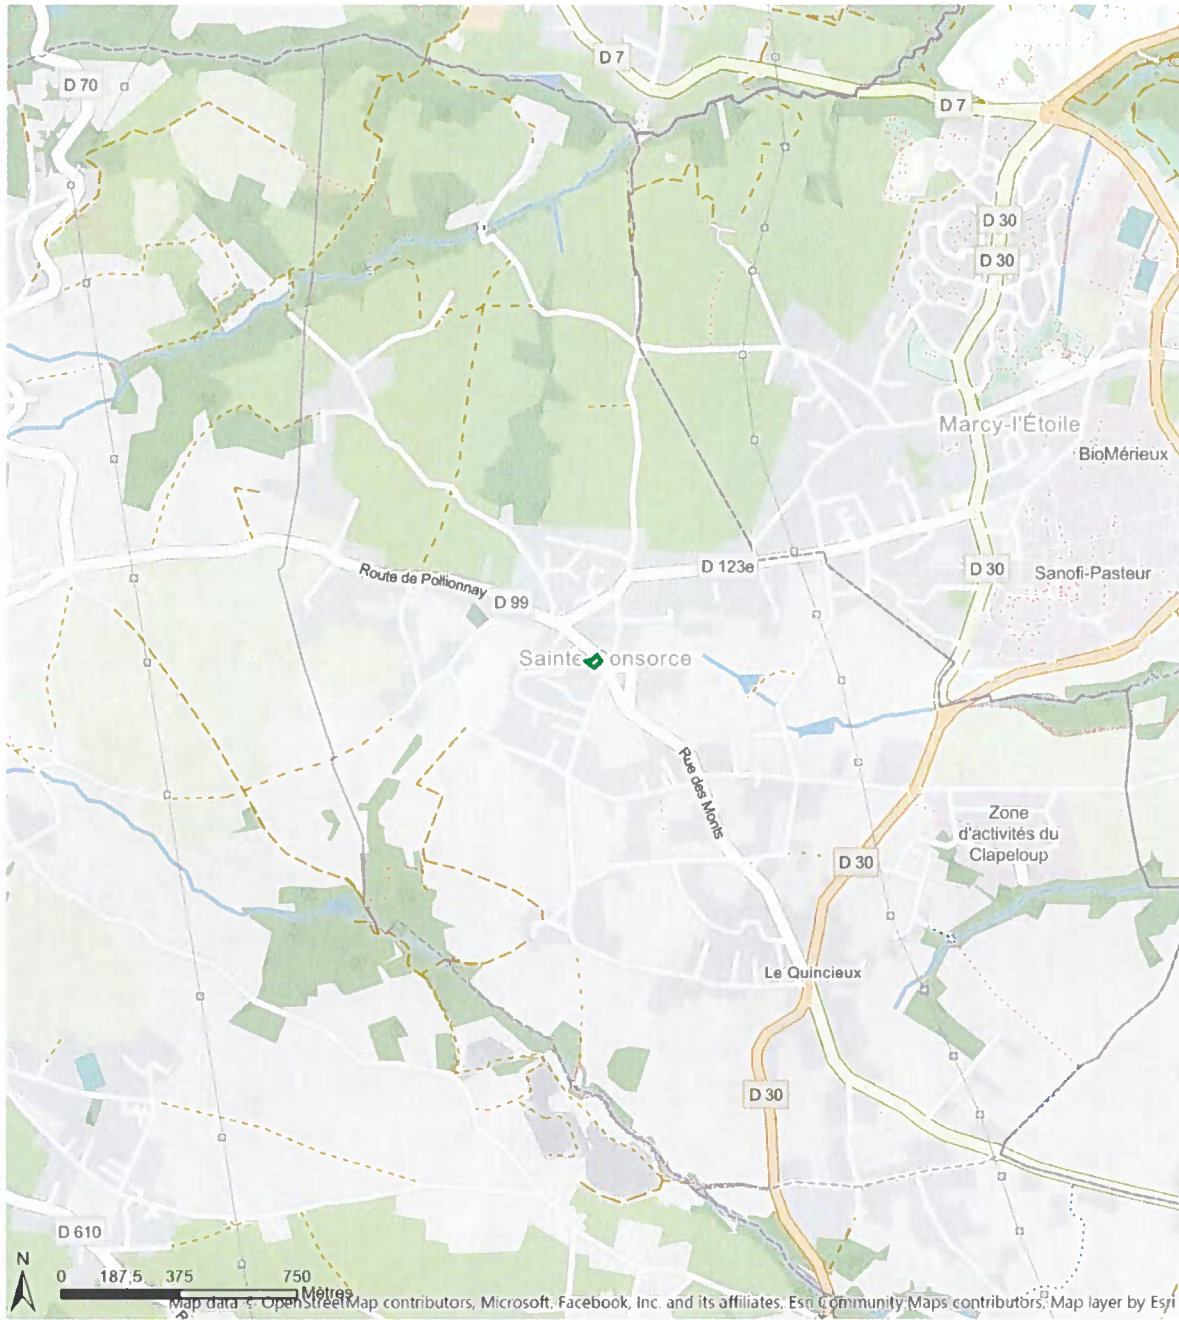 D 7
D 70
D 7
D 30
D 30
Marcy-l'Étoile
BioMérieux
D 123e
D 30
Sanofi-Pasteur
Route de Pollionnay
D 99
Sainte onsorce
Rue des Monts
Zone
d'activités du
Clapeloup
D 30
Le Quincieux
D 30
D 610
N
0 187,5 375 750
Mètres
Map data © OpenStreetMap contributors, Microsoft, Facebook, Inc. and its affiliates, Esri Community Maps contributors, Map layer by Esri